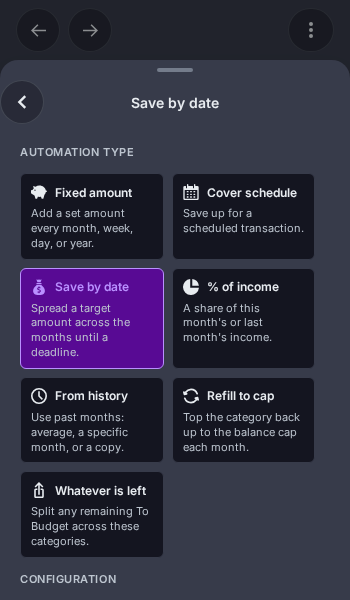 Save by date
AUTOMATION TYPE
Fixed amount
Add a set amount
every month, week,
day, or year.
Cover schedule
Save up for a
scheduled transaction.
Save by date
Spread a target
amount across the
months until a
deadline.
% of income
A share of this
month's or last
month's income.
From history
Use past months:
average, a specific
month, or a copy.
Refill to cap
Top the category back
up to the balance cap
each month.
Whatever is left
Split any remaining To
Budget across these
categories.
CONFIGURATION